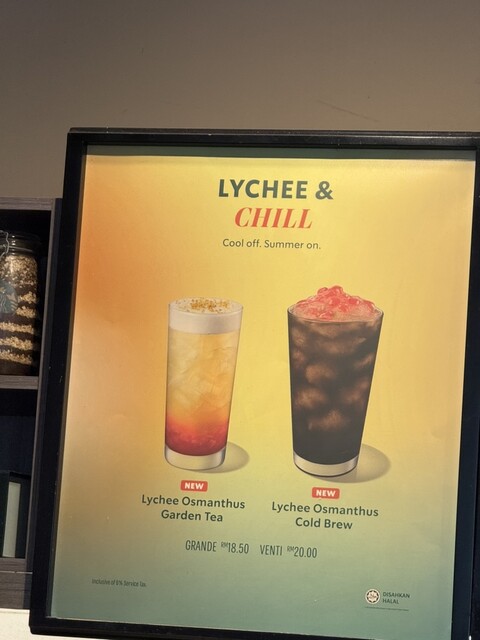 LYCHEE &
CHILL
Cool off. Summer on.
NEW
Lychee Osmanthus
Garden Tea
NEW
Lychee Osmanthus
Cold Brew
GRANDE RM18.50 VENTI RM20.00
Inclusive of 6% Service Tax.
DISAHKAN
HALAL